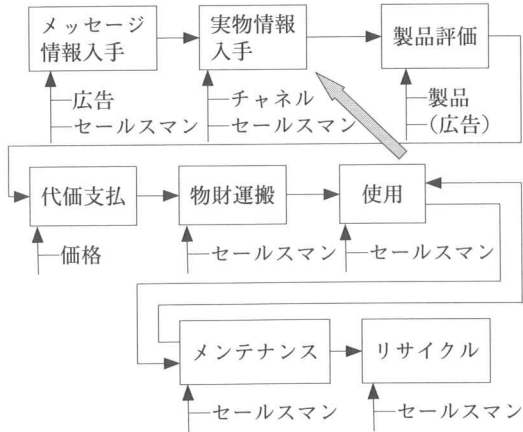 メッセージ
情報入手
実物情報
入手
製品評価
広告
セールスマン
チャネル
セールスマン
製品
（広告）
代価支払
物財運搬
使用
価格
セールスマン
セールスマン
メンテナンス
リサイクル
セールスマン
セールスマン